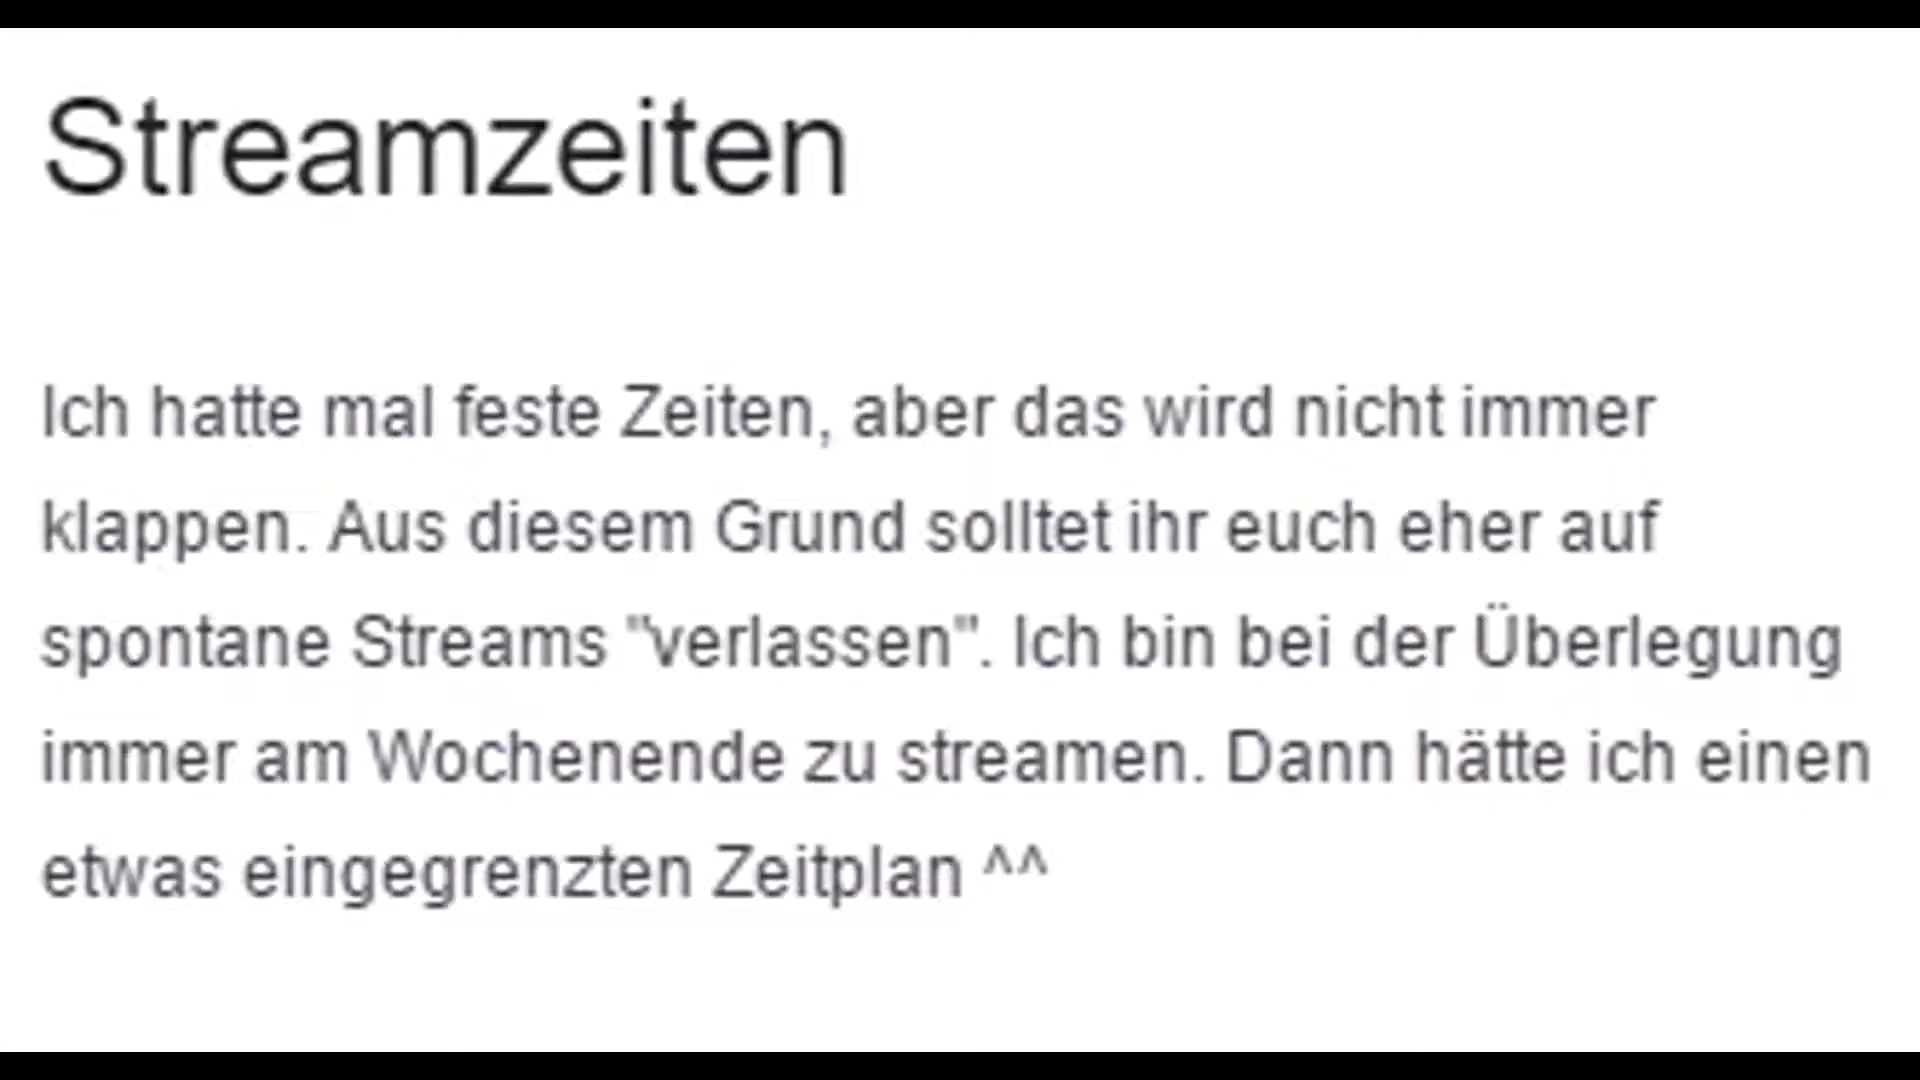 Streamzeiten
Ich hatte mal feste Zeiten, aber das wird nicht immer
klappen. Aus diesem Grund solltet ihr euch eher auf
spontane Streams "verlassen". Ich bin bei der Überlegung
immer am Wochenende zu streamen. Dann hätte ich einen
etwas eingegrenzten Zeitplan ^^